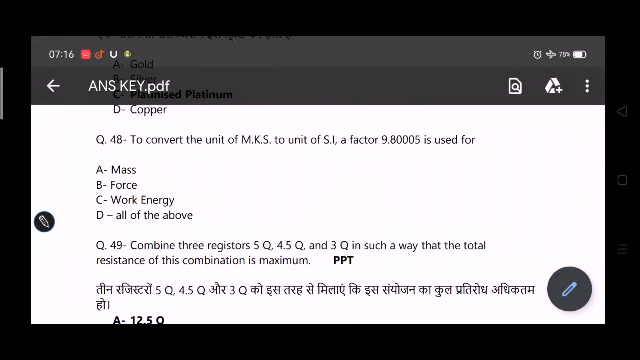 07:16
78%
A- Gold
B- Silver
ANS KEY.pdf
C- Platinised Platinum
D- Copper
Q. 48- To convert the unit of M.K.S. to unit of S.I, a factor 9.80005 is used for
A- Mass
B- Force
C- Work Energy
D – all of the above
Q. 49- Combine three registors 5 Ω, 4.5 Ω, and 3 Ω in such a way that the total
resistance of this combination is maximum. PPT
तीन रजिस्टरों 5 Ω, 4.5 Ω और 3 Ω को इस तरह से मिलाएं कि इस संयोजन का कुल प्रतिरोध अधिकतम
हो।
A- 12.5 Ω